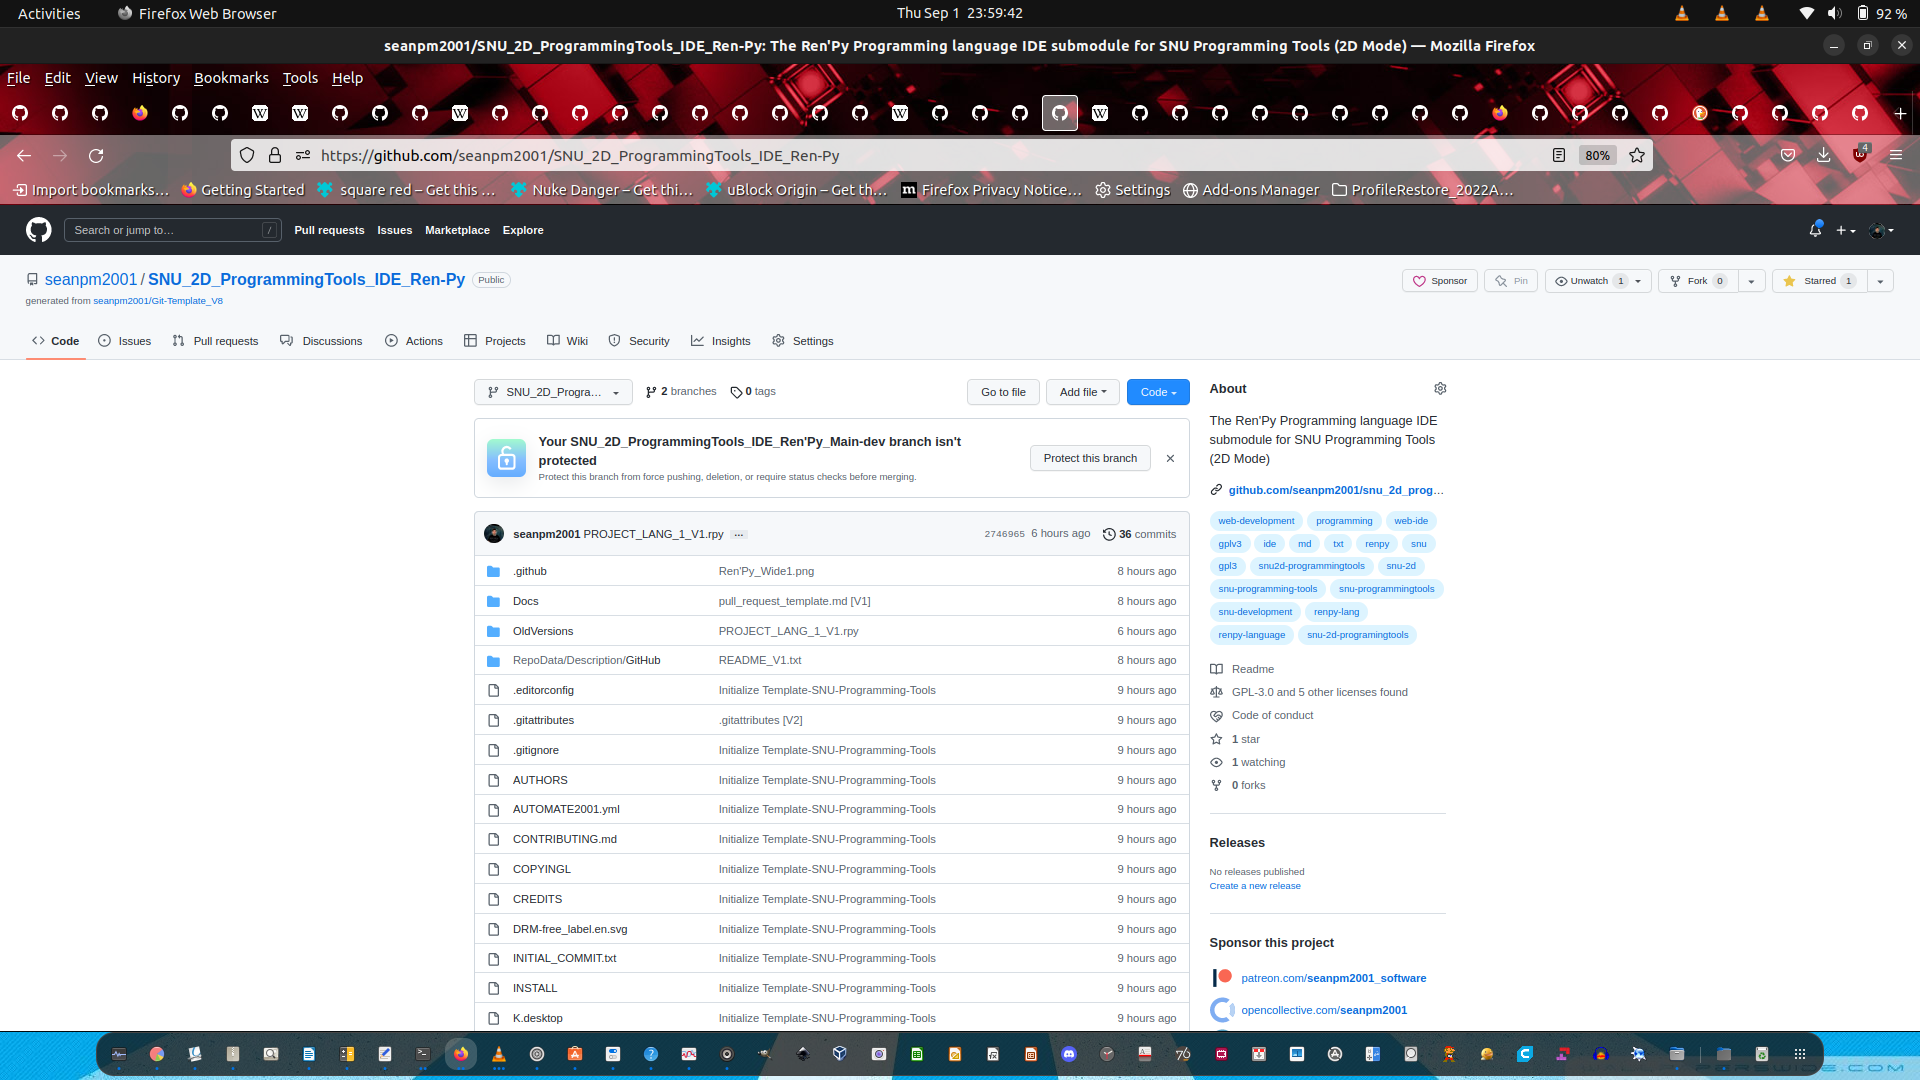 Activities
Firefox Web Browser
Thu Sep 1 23:59:42
92 %
seanpm2001/SNU_2D_ProgrammingTools_IDE_Ren-Py: The Ren'Py Programming language IDE submodule for SNU Programming Tools (2D Mode) — Mozilla Firefox
File Edit View History Bookmarks Tools Help
https://github.com/seanpm2001/SNU_2D_ProgrammingTools_IDE_Ren-Py
80%
4
Import bookmarks… Getting Started square red – Get this … Nuke Danger – Get thi… uBlock Origin – Get th… Firefox Privacy Notice… Settings Add-ons Manager ProfileRestore_2022A…
Search or jump to… /
Pull requests Issues Marketplace Explore
seanpm2001 / SNU_2D_ProgrammingTools_IDE_Ren-Py Public
Sponsor Pin Unwatch 1 Fork 0 Starred 1
generated from seanpm2001/Git-Template_V8
Code Issues Pull requests Discussions Actions Projects Wiki Security Insights Settings
SNU_2D_Progra… 2 branches 0 tags Go to file Add file Code
Your SNU_2D_ProgrammingTools_IDE_Ren'Py_Main-dev branch isn't
protected
Protect this branch from force pushing, deletion, or require status checks before merging.
Protect this branch
seanpm2001 PROJECT_LANG_1_V1.rpy … 2746965 6 hours ago 36 commits
.github Ren'Py_Wide1.png 8 hours ago
Docs pull_request_template.md [V1] 8 hours ago
OldVersions PROJECT_LANG_1_V1.rpy 6 hours ago
RepoData/Description/GitHub README_V1.txt 8 hours ago
.editorconfig Initialize Template-SNU-Programming-Tools 9 hours ago
.gitattributes .gitattributes [V2] 9 hours ago
.gitignore Initialize Template-SNU-Programming-Tools 9 hours ago
AUTHORS Initialize Template-SNU-Programming-Tools 9 hours ago
AUTOMATE2001.yml Initialize Template-SNU-Programming-Tools 9 hours ago
CONTRIBUTING.md Initialize Template-SNU-Programming-Tools 9 hours ago
COPYINGL Initialize Template-SNU-Programming-Tools 9 hours ago
CREDITS Initialize Template-SNU-Programming-Tools 9 hours ago
DRM-free_label.en.svg Initialize Template-SNU-Programming-Tools 9 hours ago
INITIAL_COMMIT.txt Initialize Template-SNU-Programming-Tools 9 hours ago
INSTALL Initialize Template-SNU-Programming-Tools 9 hours ago
K.desktop Initialize Template-SNU-Programming-Tools 9 hours ago
About
The Ren'Py Programming language IDE
submodule for SNU Programming Tools
(2D Mode)
github.com/seanpm2001/snu_2d_prog…
web-development programming web-ide
gplv3 ide md txt renpy snu
gpl3 snu2d-programmingtools snu-2d
snu-programming-tools snu-programmingtools
snu-development renpy-lang
renpy-language snu-2d-programingtools
Readme
GPL-3.0 and 5 other licenses found
Code of conduct
1 star
1 watching
0 forks
Releases
No releases published
Create a new release
Sponsor this project
patreon.com/seanpm2001_software
opencollective.com/seanpm2001